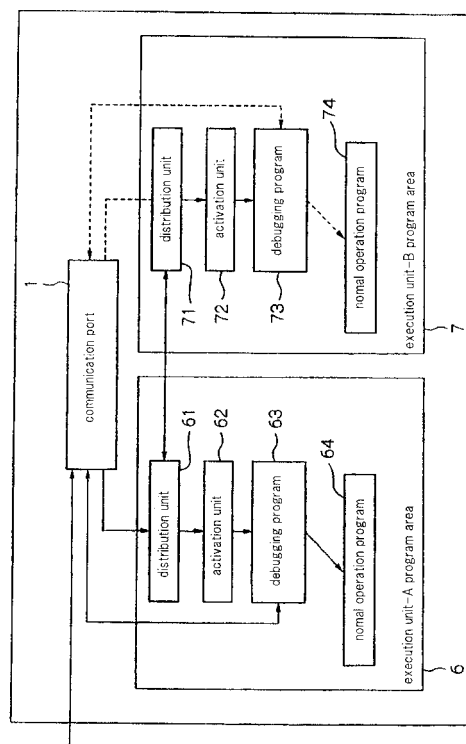 1
communication port
distribution unit
61
activation unit
62
debugging program
63
nomal operation program
64
execution unit-A program area
6
distribution unit
71
activation unit
72
debugging program
73
nomal operation program
74
execution unit-B program area
7